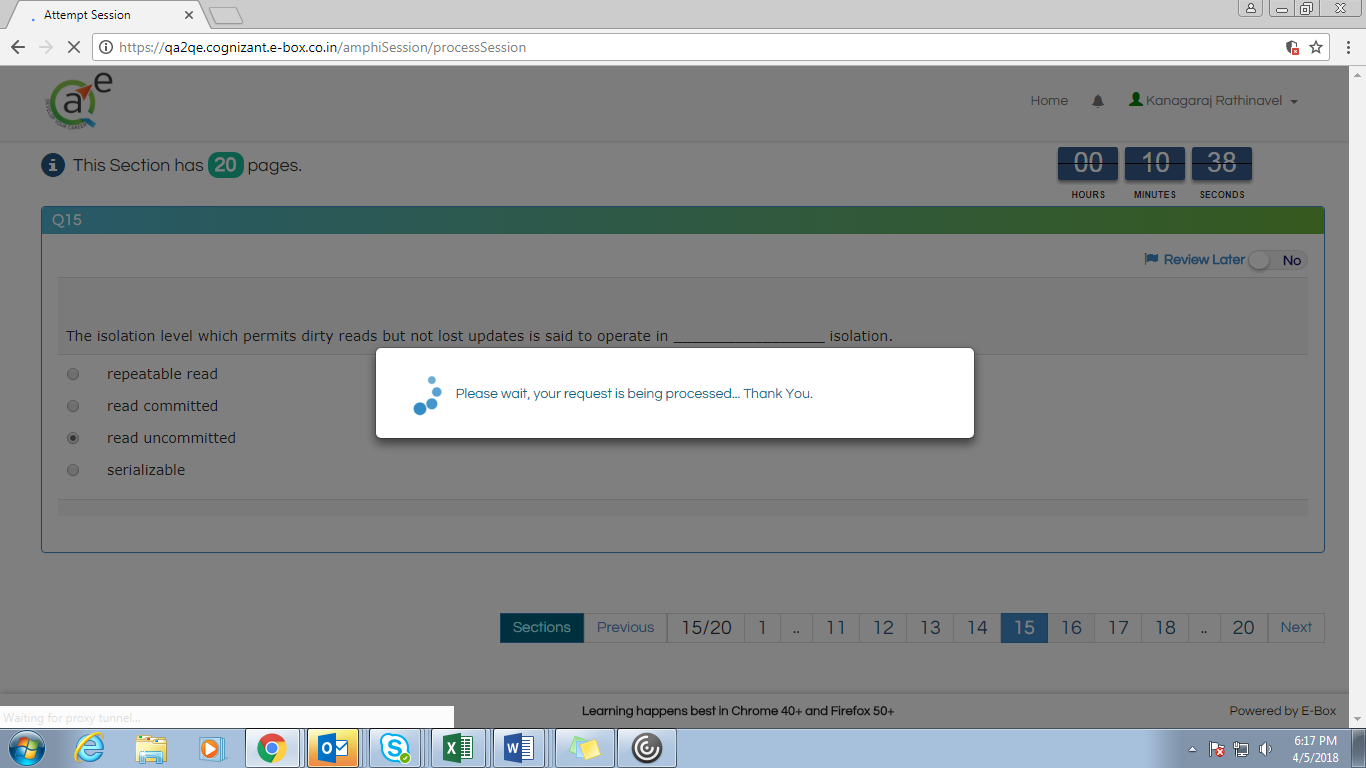 Attempt Session
https://qa2qe.cognizant.e-box.co.in/amphiSession/processSession
a e
Home Kanagaraj Rathinavel
This Section has 20 pages.
00 10 38
HOURS MINUTES SECONDS
Q15
Review Later No
The isolation level which permits dirty reads but not lost updates is said to operate in ____________________ isolation.
repeatable read
Please wait, your request is being processed... Thank You.
read committed
read uncommitted
serializable
Sections Previous 15/20 1 .. 11 12 13 14 15 16 17 18 .. 20 Next
Waiting for proxy tunnel...
Learning happens best in Chrome 40+ and Firefox 50+
Powered by E-Box
6:17 PM
4/5/2018